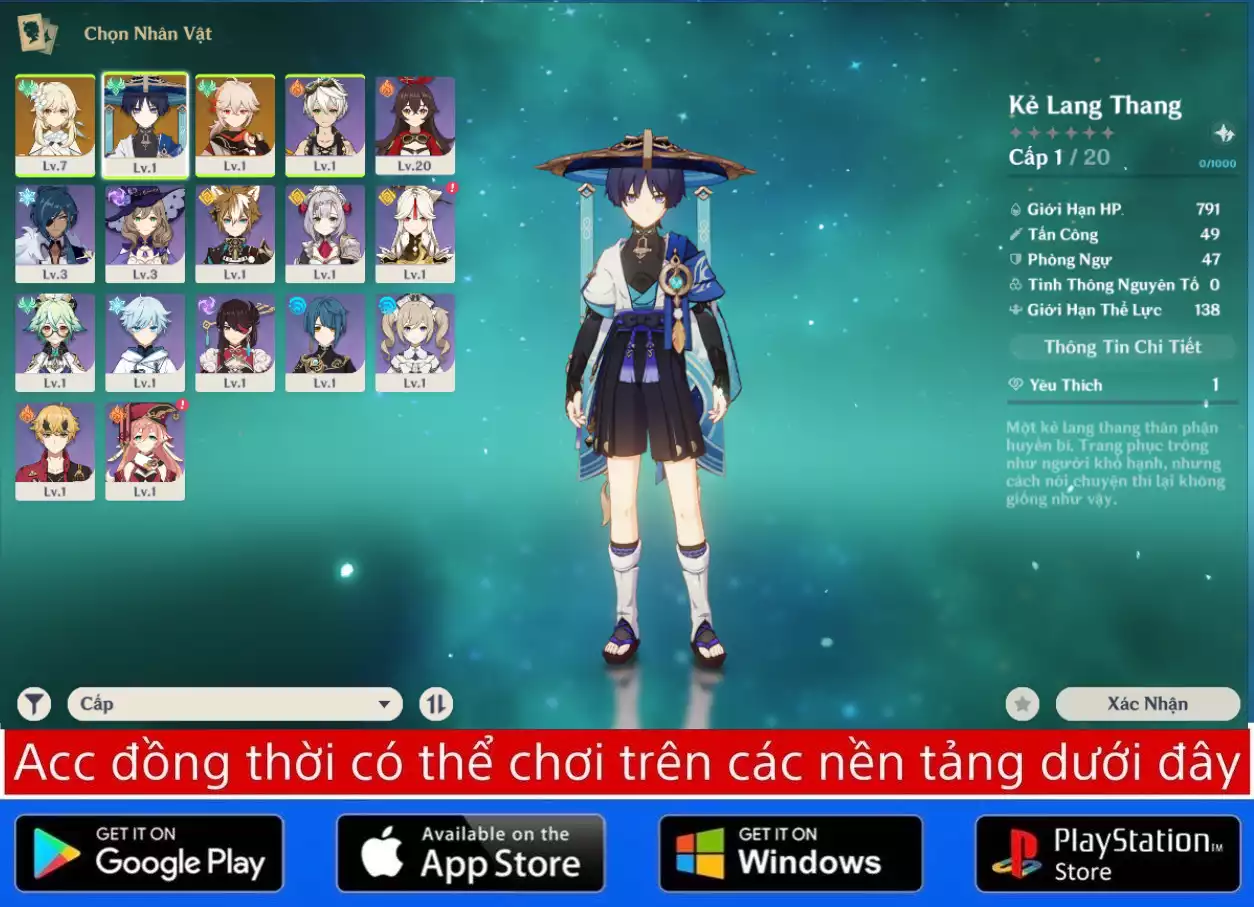 Chọn Nhân Vật
Lv.7
Lv.1
Lv.1
Lv.1
Lv.20
Lv.3
Lv.3
Lv.1
Lv.1
Lv.1
Lv.1
Lv.1
Lv.1
Lv.1
Lv.1
Lv.1
Lv.1
Kẻ Lang Thang
Cấp 1 / 20
0/1000
Giới Hạn HP 791
Tấn Công 49
Phòng Ngự 47
Tinh Thông Nguyên Tố 0
Giới Hạn Thể Lực 138
Thông Tin Chi Tiết
Yêu Thích 1
Một kẻ lang thang thân phận
huyền bí. Trang phục trông
như người khổ hạnh, nhưng
cách nói chuyện thì lại không
giống như vậy.
Cấp
Xác Nhận
Acc đồng thời có thể chơi trên các nền tảng dưới đây
GET IT ON
Google Play
Available on the
App Store
GET IT ON
Windows
PlayStation™
Store